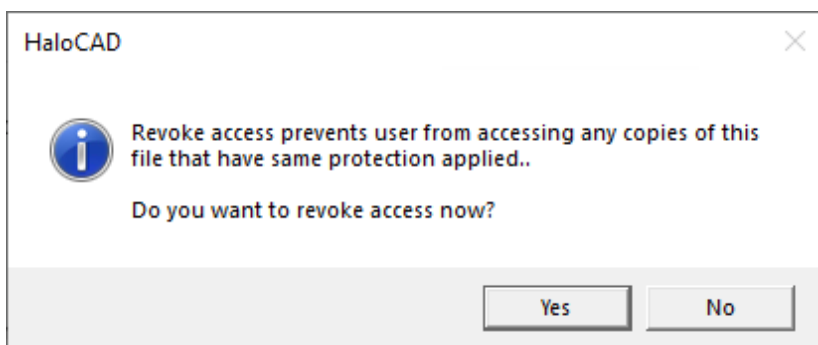 HaloCAD
Revoke access prevents user from accessing any copies of this
file that have same protection applied..
Do you want to revoke access now?
Yes
No